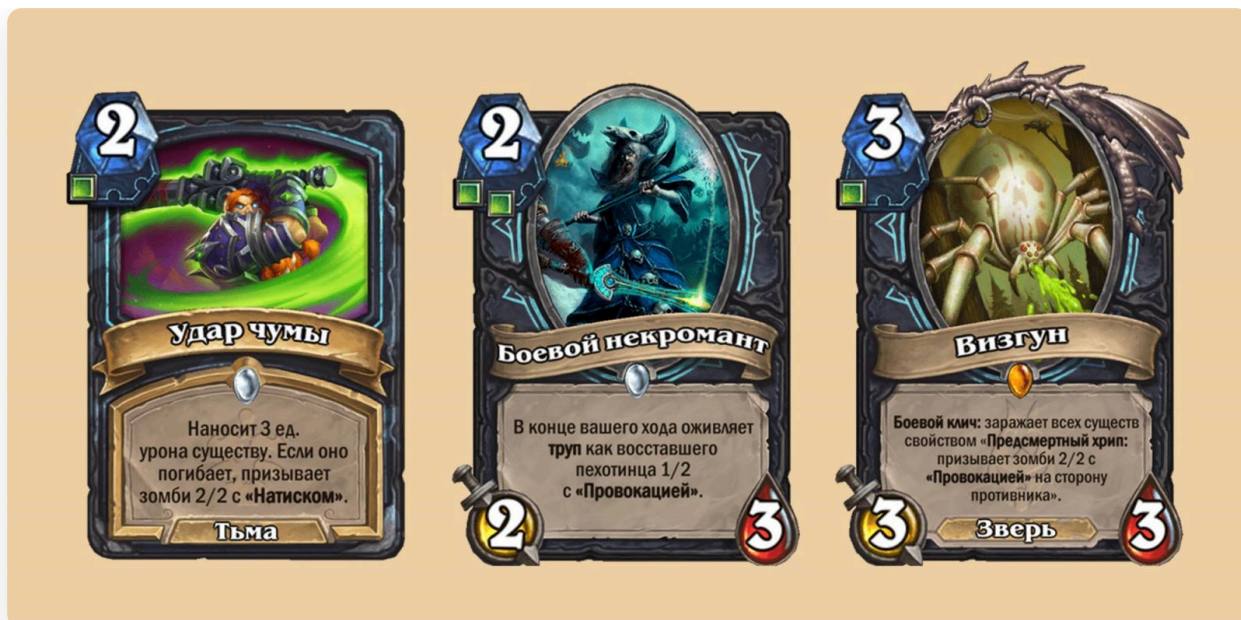 2
Удар чумы
Наносит 3 ед.
урона существу. Если оно
погибает, призывает
зомби 2/2 с «Натиском».
Тьма
2
Боевой некромант
В конце вашего хода оживляет
труп как восставшего
пехотинца 1/2
с «Провокацией».
2
3
3
Визгун
Боевой клич: заражает всех существ
свойством «Предсмертный хрип:
призывает зомби 2/2 с
«Провокацией» на сторону
противника».
3
Зверь
3